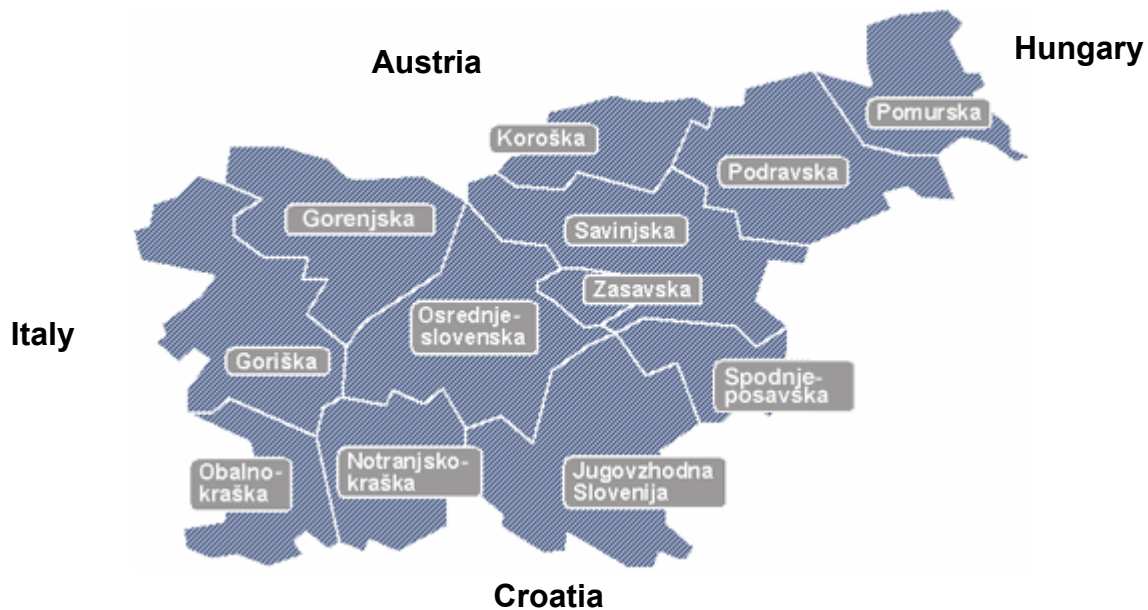 Austria
Hungary
Pomurska
Koroška
Podravska
Gorenjska
Savinjska
Zasavska
Osrednje-
slovenska
Italy
Goriška
Spodnje-
posavška
Notranjsko-
kraška
Obalno-
kraška
Jugovzhodna
Slovenija
Croatia